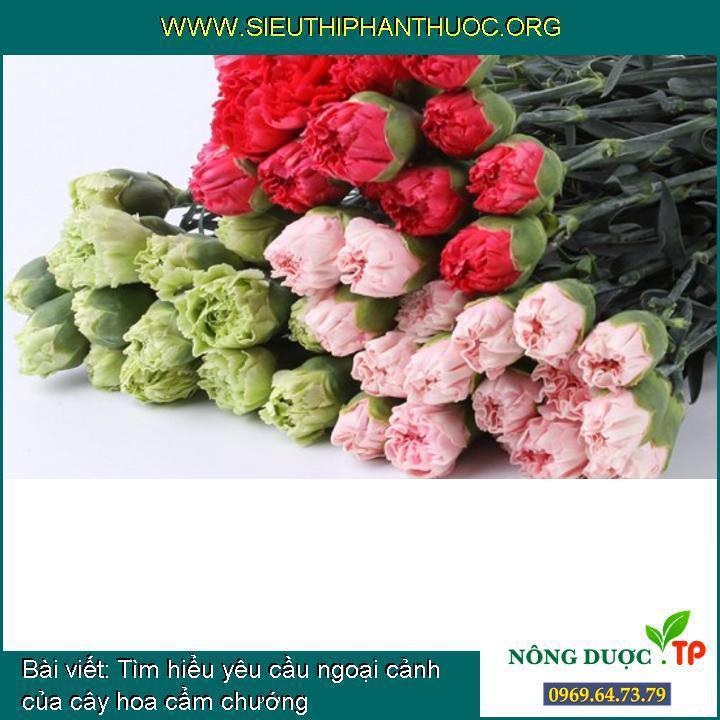 WWW.SIEUTHIPHANTHUOC.ORG
Bài viết: Tìm hiểu yêu cầu ngoại cảnh
của cây hoa cẩm chướng
NÔNG DƯỢC TP
0969.64.73.79